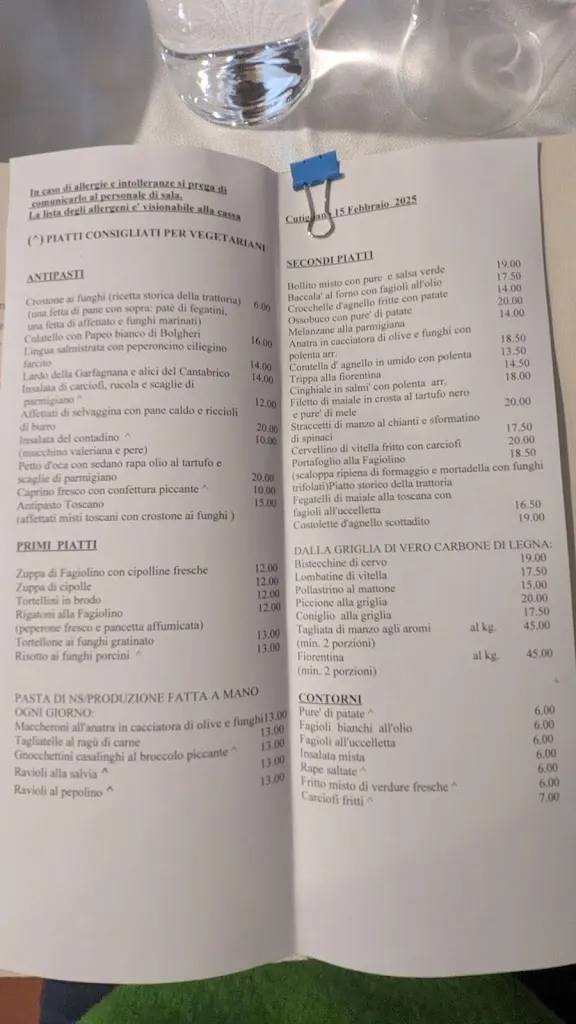 In caso di allergie e intolleranze si prega di
comunicarlo al personale di sala.
La lista degli allergeni e' visionabile alla cassa
(^) PIATTI CONSIGLIATI PER VEGETARIANI
ANTIPASTI
Crostone ai funghi (ricetta storica della trattoria) 6.00
(una fetta di pane con sopra: paté di fegatini,
una fetta di affettato e funghi marinati)
Culatello con Papeo bianco di Bolgheri 16.00
Lingua salmistrata con peperoncino ciliegino
farcito 14.00
Lardo della Garfagnana e alici del Cantabrico 14.00
Insalata di carciofi, rucola e scaglie di
parmigiano ^ 12.00
Affettati di selvaggina con pane caldo e riccioli
di burro 20.00
Insalata del contadino ^ 10.00
(mucchino valeriana e pere)
Petto d'oca con sedano rapa olio al tartufo e
scaglie di parmigiano 20.00
Caprino fresco con confettura piccante ^ 10.00
Antipasto Toscano 15.00
(affettati misti toscani con crostone ai funghi )
PRIMI PIATTI
Zuppa di Fagiolino con cipolline fresche 12.00
Zuppa di cipolle 12.00
Tortellini in brodo 12.00
Rigatoni alla Fagiolino 12.00
(peperone fresco e pancetta affumicata)
Tortellone ai funghi gratinato 13.00
Risotto ai funghi porcini ^ 13.00
PASTA DI NS/PRODUZIONE FATTA A MANO
OGNI GIORNO:
Maccheroni all'anatra in cacciatora di olive e funghi13.00
Tagliatelle al ragù di carne 13.00
Gnocchettini casalinghi al broccolo piccante ^ 13.00
Ravioli alla salvia ^ 13.00
Ravioli al pepolino ^ 13.00
15 Febbraio 2025
SECONDI PIATTI
Bollito misto con pure e salsa verde 19.00
Baccala' al forno con fagioli all'olio 17.50
Crocchelle d'agnello fritte con patate 14.00
Ossobuco con pure' di patate 20.00
Melanzane alla parmigiana 14.00
Anatra in cacciatora di olive e funghi con
polenta arr. 18.50
Coratella d' agnello in umido con polenta 13.50
Trippa alla fiorentina 14.50
Cinghiale in salmi' con polenta arr. 18.00
Filetto di maiale in crosta al tartufo nero
e pure' di mele 20.00
Straccetti di manzo al chianti e sformatino
di spinaci 17.50
Cervellino di vitella fritto con carciofi 20.00
Portafoglio alla Fagiolino 18.50
(scaloppa ripiena di formaggio e mortadella con funghi
trifolati)Piatto storico della trattoria
Fegatelli di maiale alla toscana con
fagioli all'uccelletta 16.50
Costolette d'agnello scottadito 19.00
DALLA GRIGLIA DI VERO CARBONE DI LEGNA:
Bistecchine di cervo 19.00
Lombatine di vitella 17.50
Pollastrino al mattone 15.00
Piccione alla griglia 20.00
Coniglio alla griglia 17.50
Tagliata di manzo agli aromi al kg. 45.00
(min. 2 porzioni)
Fiorentina al kg. 45.00
(min. 2 porzioni)
^
CONTORNI
Pure' di patate ^ 6.00
Fagioli bianchi all'olio 6.00
Fagioli all'uccelletta 6.00
Insalata mista 6.00
Rape saltate ^ 6.00
Fritto misto di verdure fresche ^ 6.00
Carciofi fritti ^ 7.00